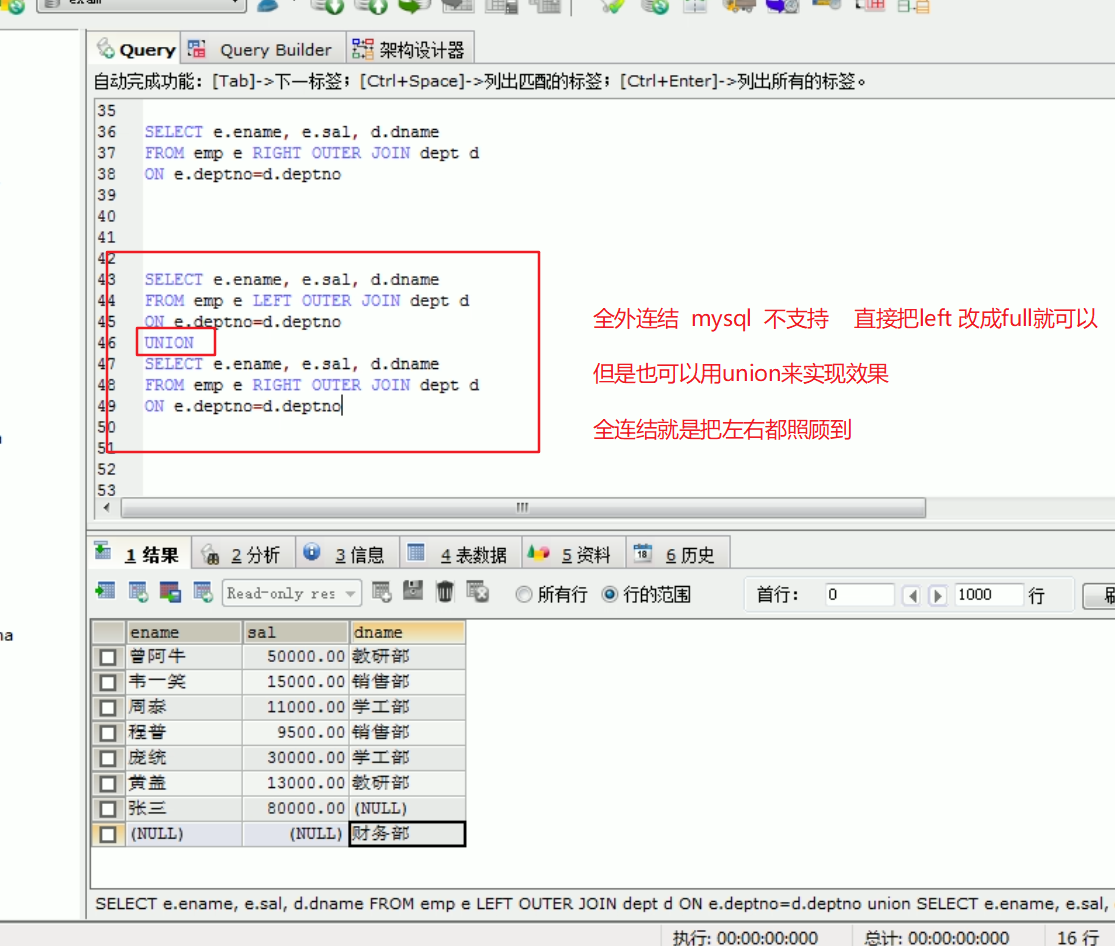 Query
Query Builder
架构设计器
自动完成功能: [Tab]->下一标签; [Ctrl+Space]->列出匹配的标签; [Ctrl+Enter]->列出所有的标签。
35
36 SELECT e.ename, e.sal, d.dname
37 FROM emp e RIGHT OUTER JOIN dept d
38 ON e.deptno=d.deptno
39
40
41
42
43 SELECT e.ename, e.sal, d.dname
44 FROM emp e LEFT OUTER JOIN dept d
45 ON e.deptno=d.deptno
46 UNION
47 SELECT e.ename, e.sal, d.dname
48 FROM emp e RIGHT OUTER JOIN dept d
49 ON e.deptno=d.deptno
50
51
52
53
全外连结 mysql 不支持 直接把left 改成full就可以
但是也可以用union来实现效果
全连结就是把左右都照顾到
1 结果 2 分析 3 信息 4 表数据 5 资料 18 6 历史
Read-only res 所有行 行的范围 首行: 0 1000 行
ename sal dname
曾阿牛 50000.00 教研部
韦一笑 15000.00 销售部
周泰 11000.00 学工部
程普 9500.00 销售部
庞统 30000.00 学工部
黄盖 13000.00 教研部
张三 80000.00 (NULL)
(NULL) (NULL) 财务部
SELECT e.ename, e.sal, d.dname FROM emp e LEFT OUTER JOIN dept d ON e.deptno=d.deptno union SELECT e.ename, e.sal,
执行: 00:00:00:000 总计: 00:00:00:000 16 行